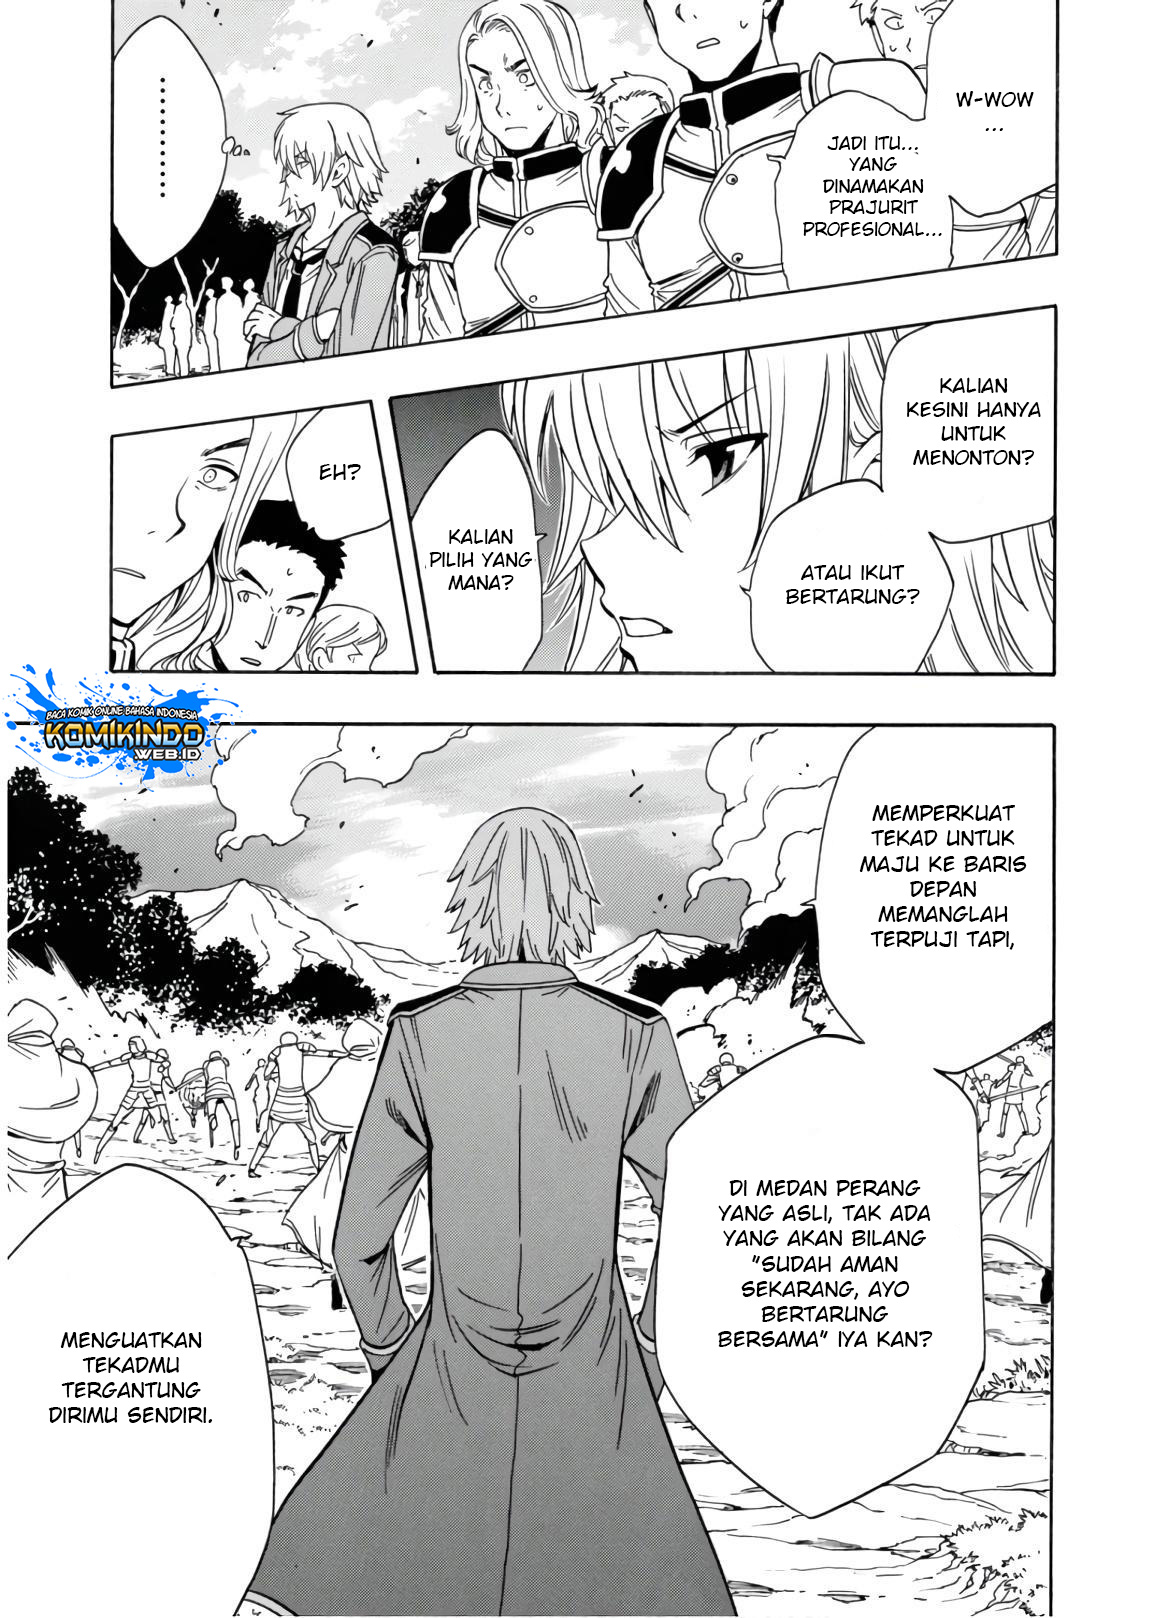 W-WOW
...
JADI ITU...
YANG
DINAMAKAN
PRAJURIT
PROFESIONAL...
..........
KALIAN
KESINI HANYA
UNTUK
MENONTON?
ATAU IKUT
BERTARUNG?
KALIAN
PILIH YANG
MANA?
EH?
BACA KOMIK ONLINE BAHASA INDONESIA
KOMIKINDO
WEB.ID
MEMPERKUAT
TEKAD UNTUK
MAJU KE BARIS
DEPAN
MEMANGLAH
TERPUJI TAPI,
DI MEDAN PERANG
YANG ASLI, TAK ADA
YANG AKAN BILANG
"SUDAH AMAN
SEKARANG, AYO
BERTARUNG
BERSAMA" IYA KAN?
MENGUATKAN
TEKADMU
TERGANTUNG
DIRIMU SENDIRI.